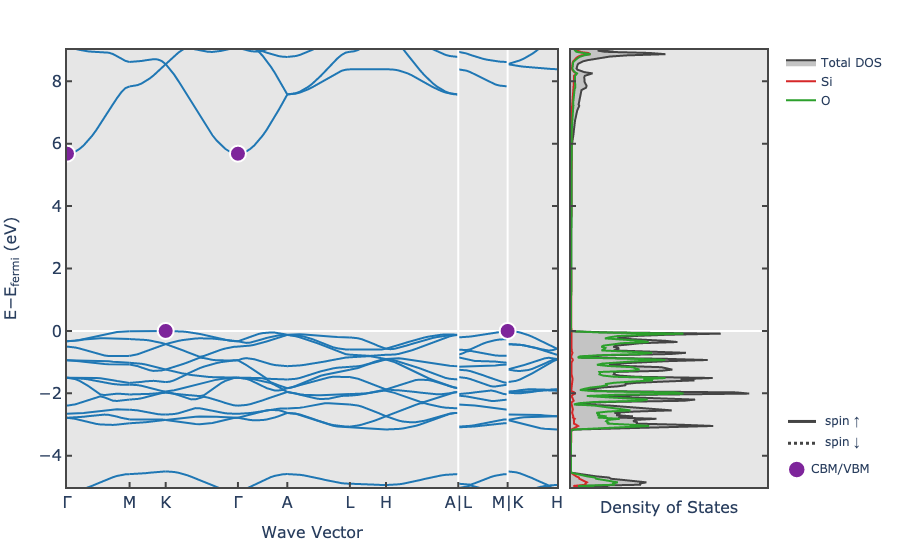 E−Efermi (eV)
8
6
4
2
0
−2
−4
Γ M K Γ A L H A|L M|K H
Wave Vector
Density of States
Total DOS
Si
O
spin ↑
spin ↓
CBM/VBM